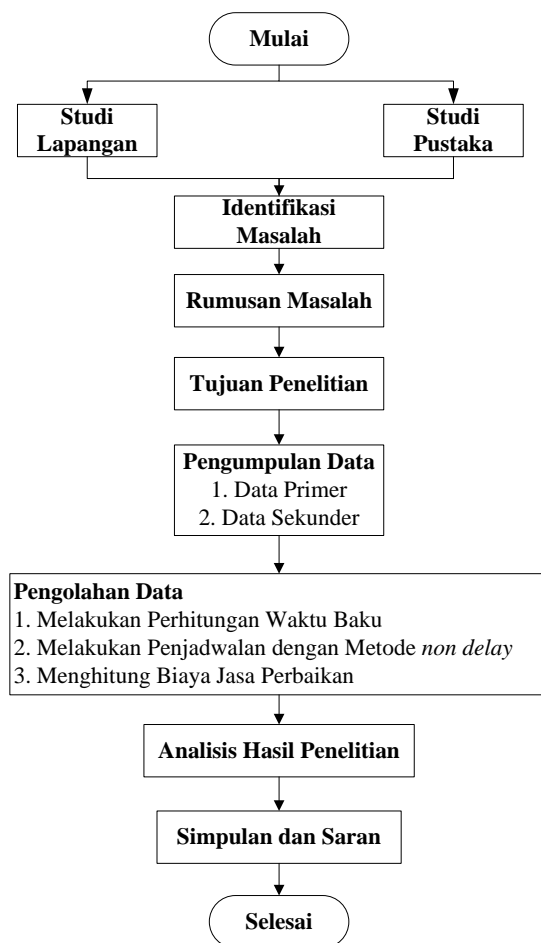 Mulai
Studi
Lapangan
Studi
Pustaka
Identifikasi
Masalah
Rumusan Masalah
Tujuan Penelitian
Pengumpulan Data
1. Data Primer
2. Data Sekunder
Pengolahan Data
1. Melakukan Perhitungan Waktu Baku
2. Melakukan Penjadwalan dengan Metode non delay
3. Menghitung Biaya Jasa Perbaikan
Analisis Hasil Penelitian
Simpulan dan Saran
Selesai